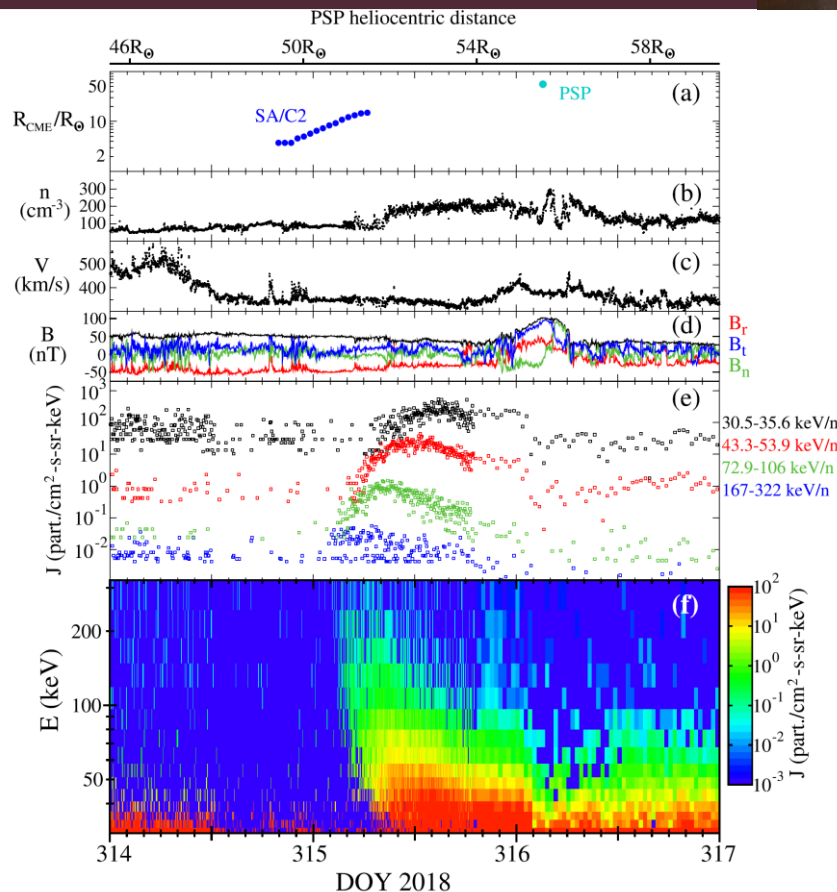 PSP heliocentric distance
46R⊙ 50R⊙ 54R⊙ 58R⊙
50
10
2
R_CME/R⊙
SA/C2
PSP
(a)
300
200
100
n
(cm⁻³)
(b)
500
400
V
(km/s)
(c)
100
50
0
-50
B
(nT)
(d)
B_r
B_t
B_n
10³
10²
10¹
10⁰
10⁻¹
10⁻²
J (part./cm²-s-sr-keV)
(e)
30.5-35.6 keV/n
43.3-53.9 keV/n
72.9-106 keV/n
167-322 keV/n
200
100
50
E (keV)
(f)
10²
10¹
10⁰
10⁻¹
10⁻²
10⁻³
J (part./cm²-s-sr-keV)
314 315 316 317
DOY 2018